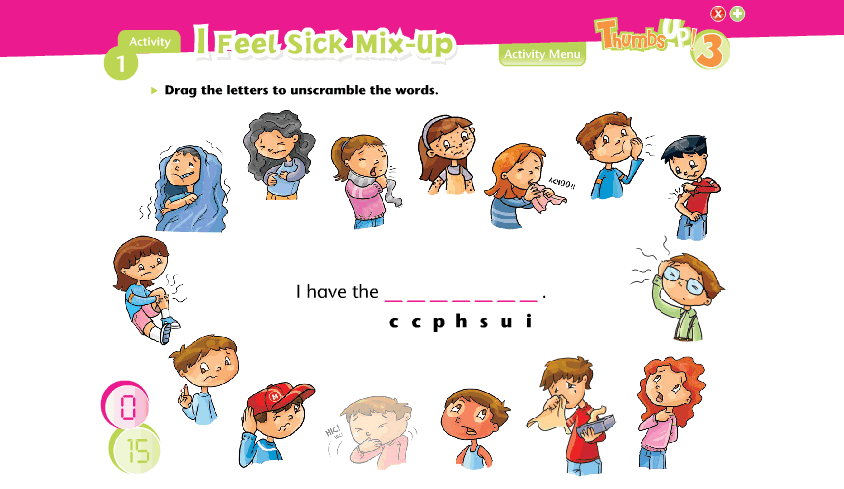 X +
Activity
1
I Feel Sick Mix-Up
Activity Menu
Thumbs Up! 3
Drag the letters to unscramble the words.
ACHOO!!
I have the _ _ _ _ _ _ _ .
c c p h s u i
0
15
HIC!
M